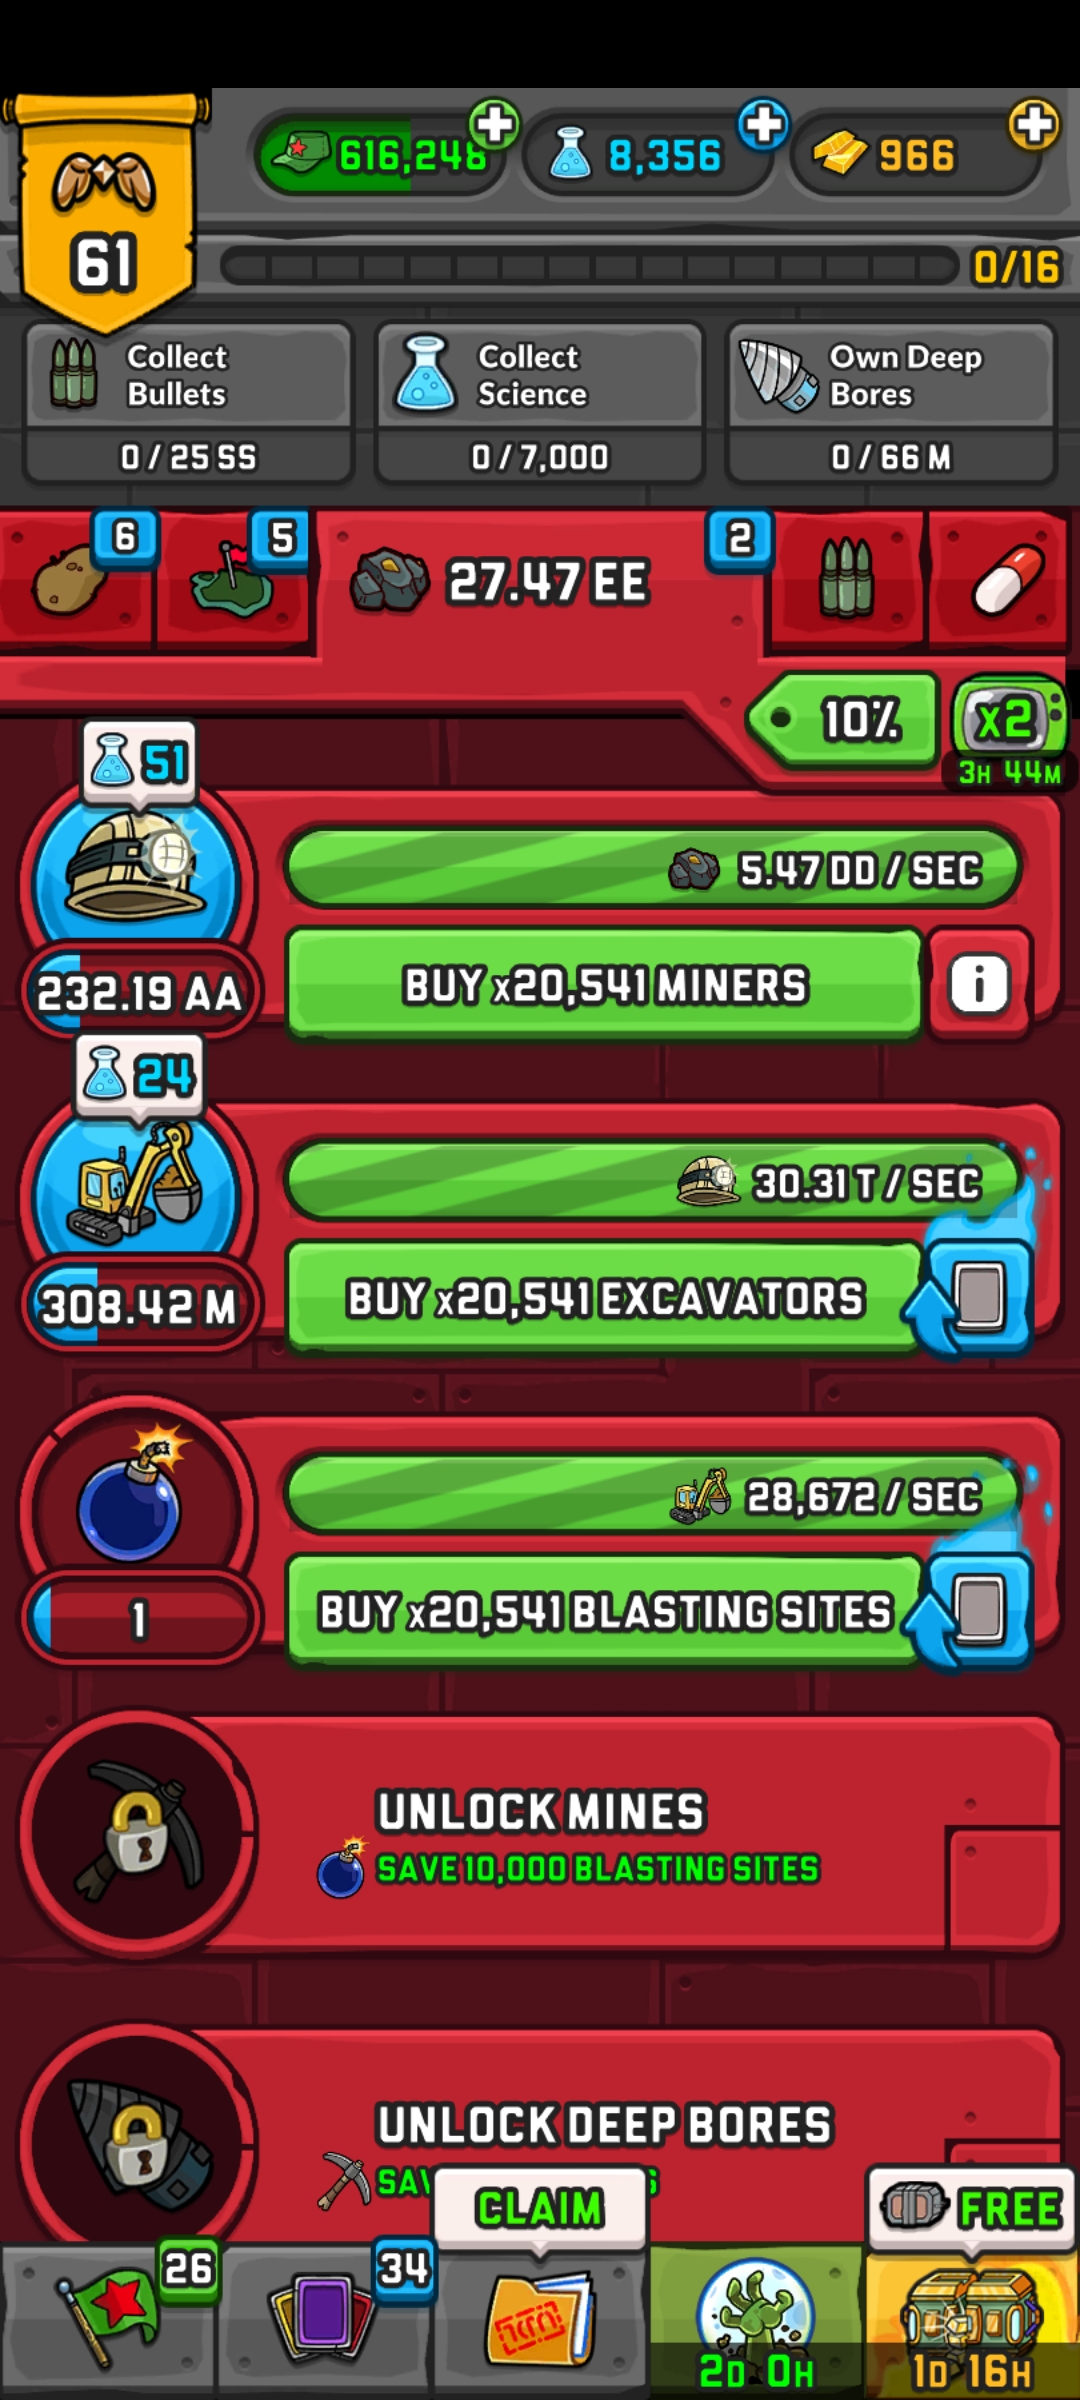 616,248
8,356
966
61
0/16
Collect
Bullets
0 / 25 SS
Collect
Science
0 / 7,000
Own Deep
Bores
0 / 66 M
6
5
27.47 EE
2
10%
x2
3H 44M
51
5.47 DD / SEC
232.19 AA
BUY x20,541 MINERS
i
24
30.31 T / SEC
308.42 M
BUY x20,541 EXCAVATORS
28,672 / SEC
1
BUY x20,541 BLASTING SITES
UNLOCK MINES
SAVE 10,000 BLASTING SITES
UNLOCK DEEP BORES
CLAIM
FREE
26
34
2D 0H
1D 16H